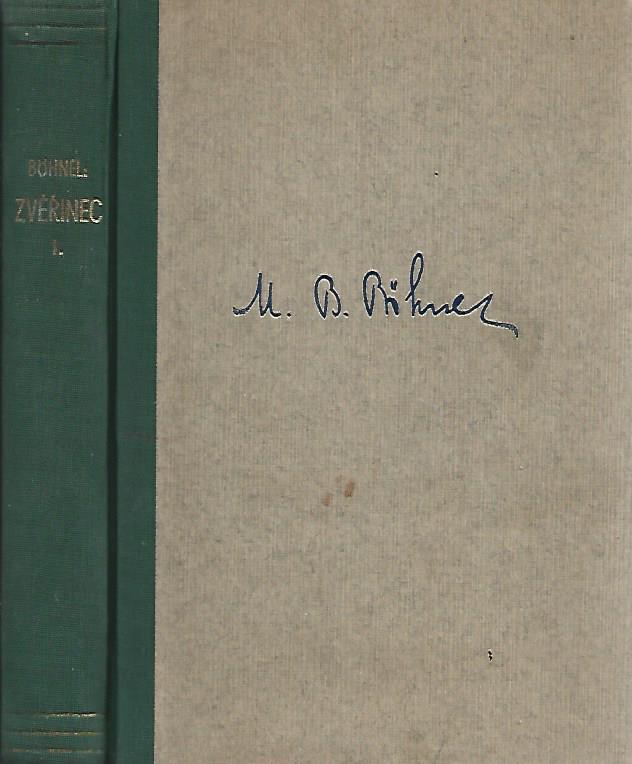 BÖHNEL:
ZVĚŘINEC
I.
M. B. Böhnel